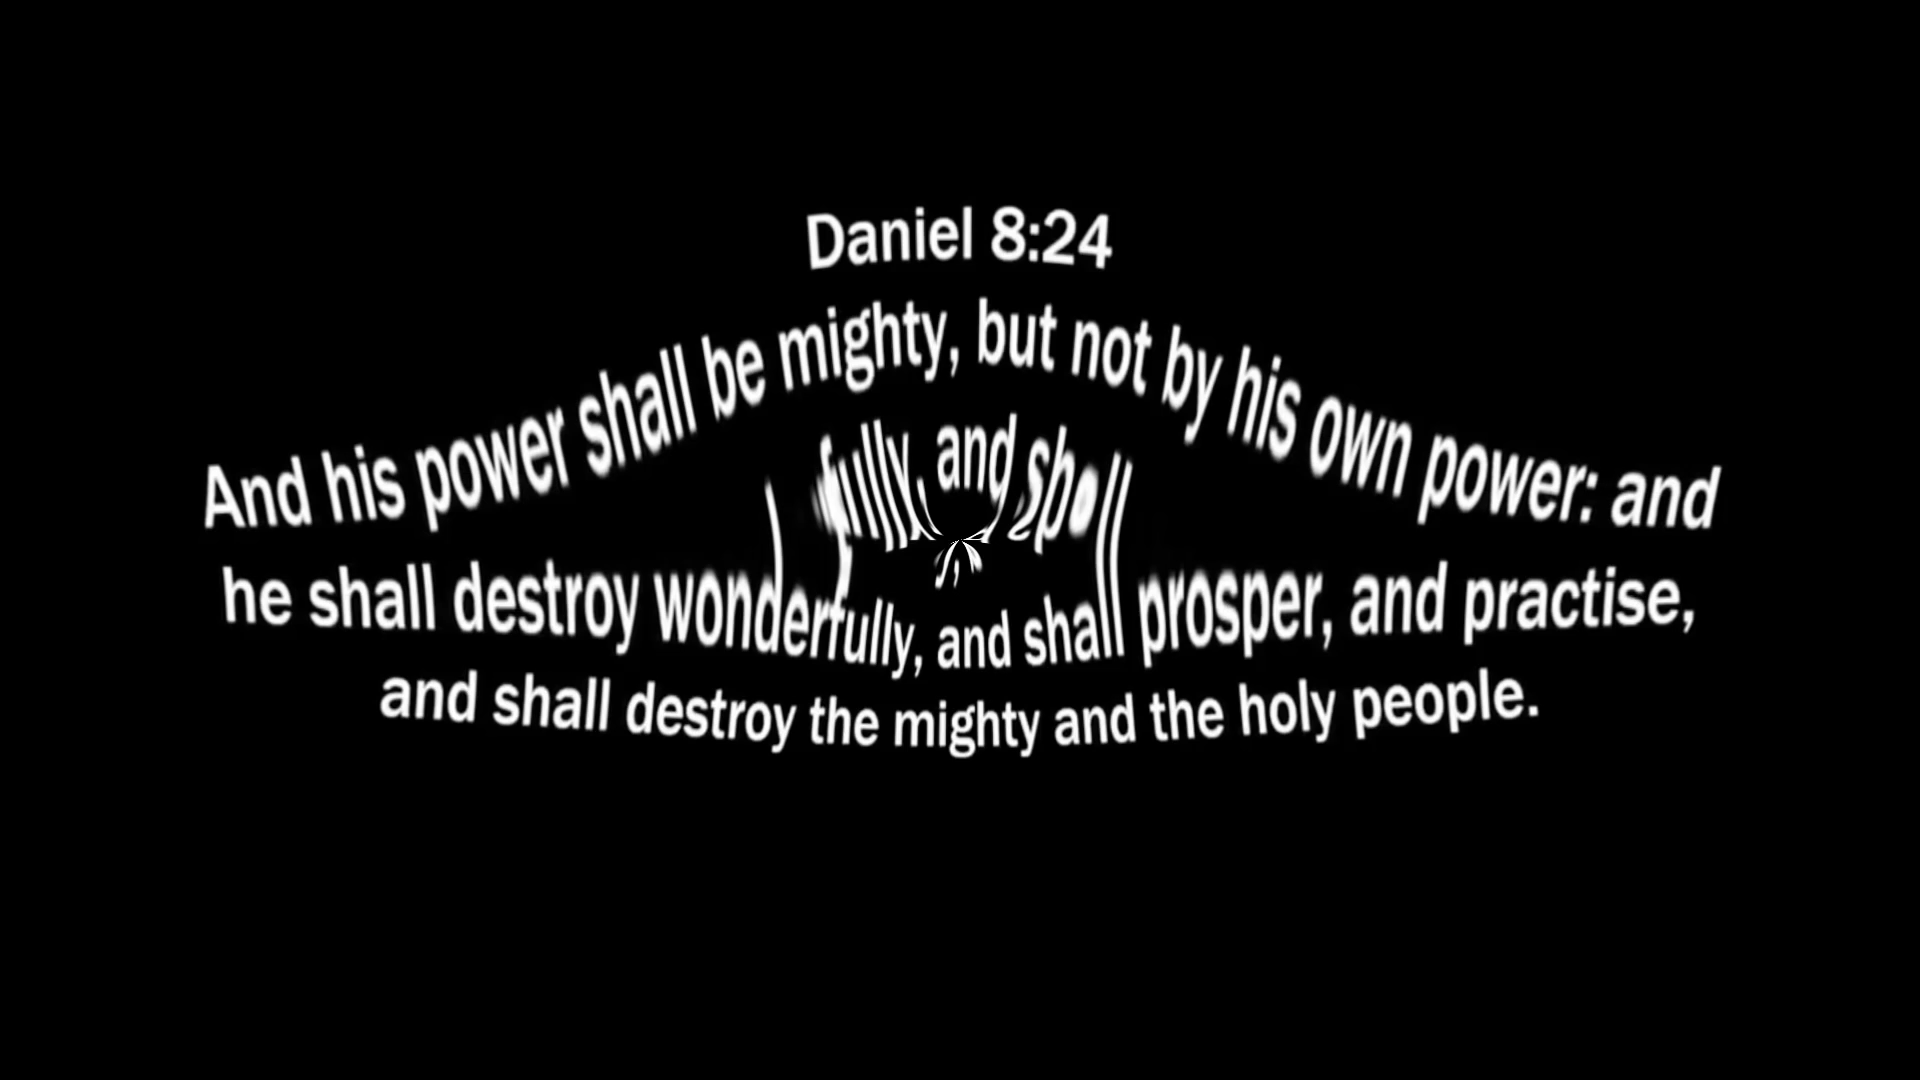 Daniel 8:24
And his power shall be mighty, but not by his own power: and
he shall destroy wonderfully, and shall prosper, and practise,
and shall destroy the mighty and the holy people.